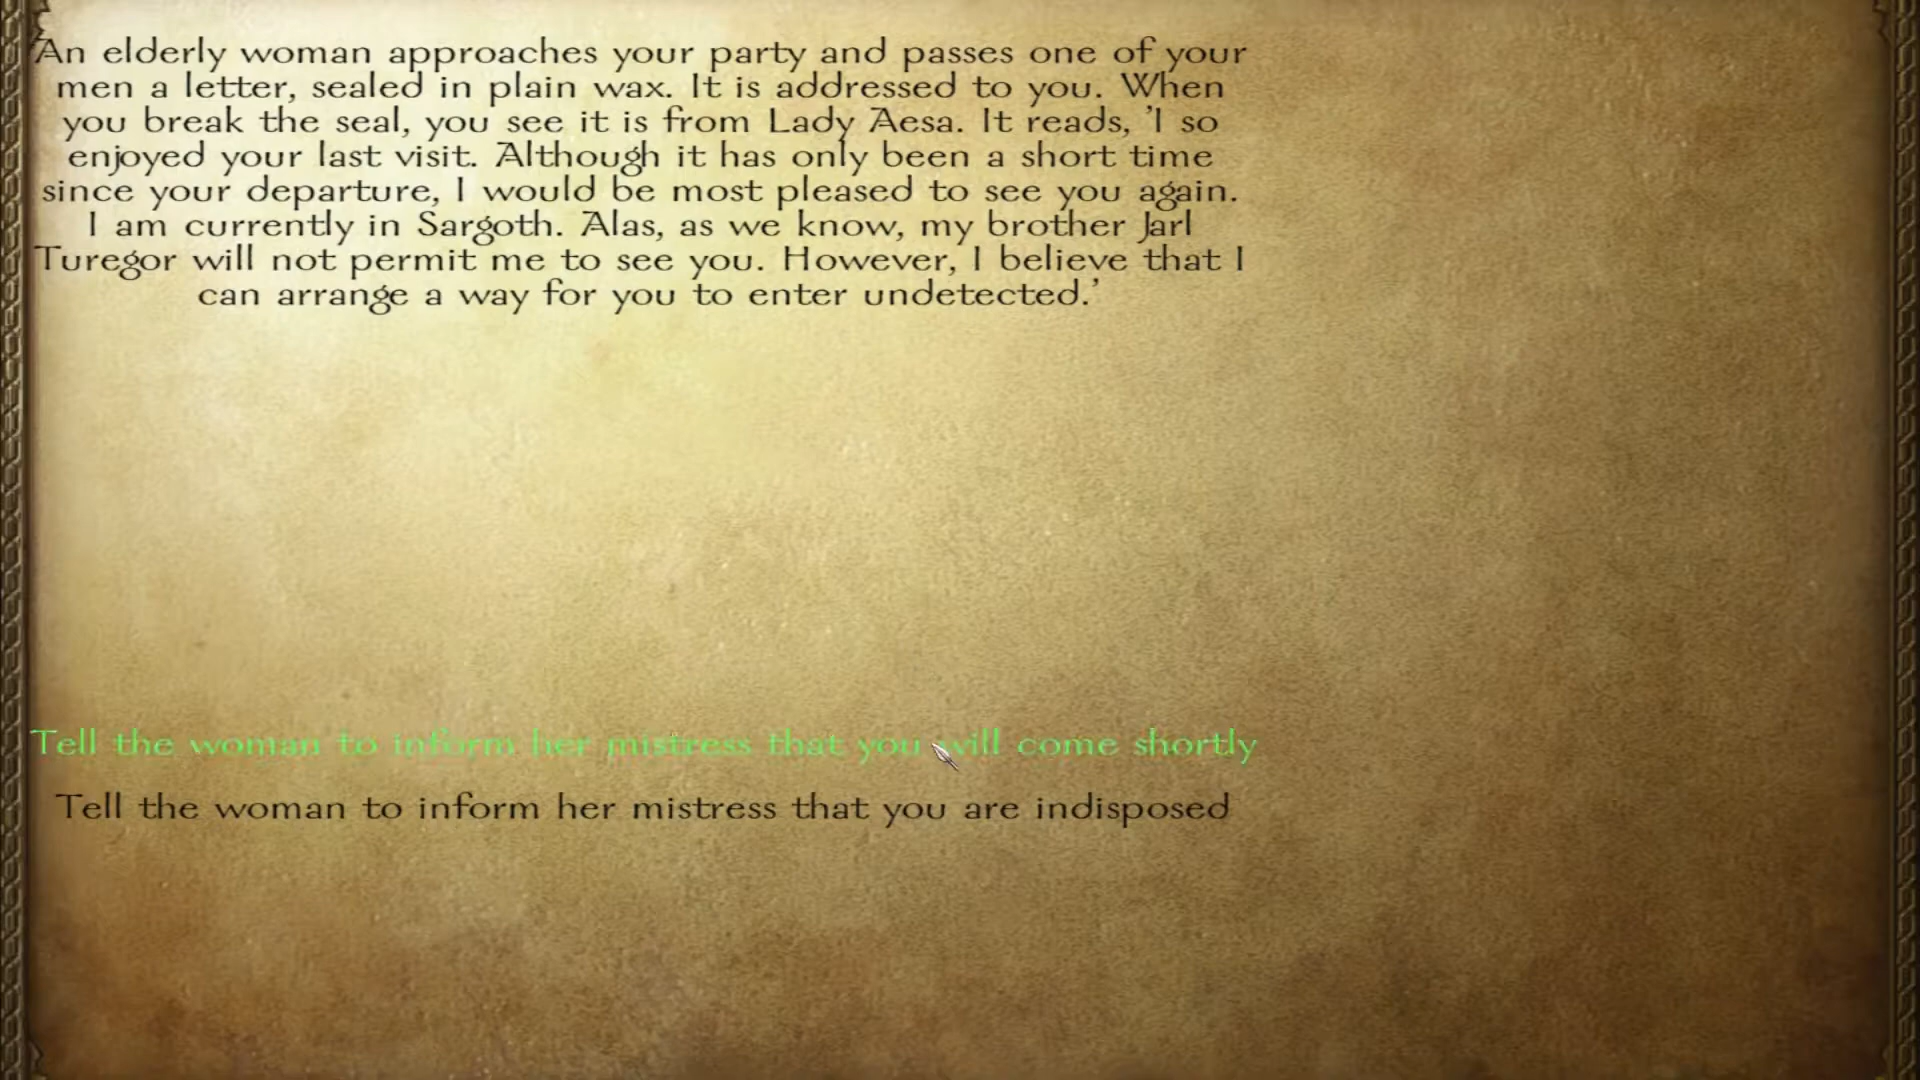 An elderly woman approaches your party and passes one of your
men a letter, sealed in plain wax. It is addressed to you. When
you break the seal, you see it is from Lady Aesa. It reads, 'I so
enjoyed your last visit. Although it has only been a short time
since your departure, I would be most pleased to see you again.
I am currently in Sargoth. Alas, as we know, my brother Jarl
Turegor will not permit me to see you. However, I believe that I
can arrange a way for you to enter undetected.'
Tell the woman to inform her mistress that you will come shortly
Tell the woman to inform her mistress that you are indisposed